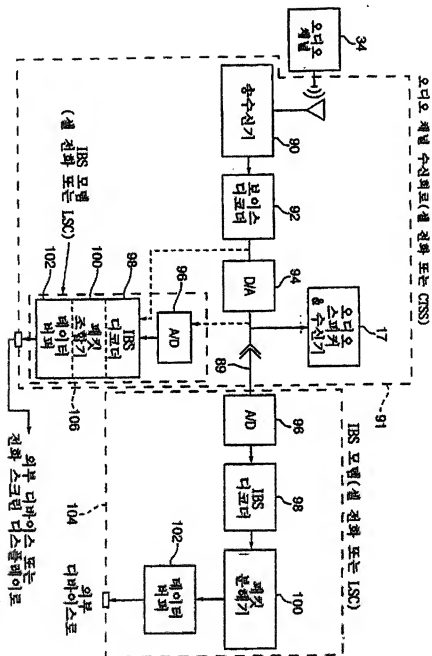 오디오 채널 수신회로(셀 전화 또는 CTSS)
34
오디오
채널
송수신기
90
보이스
디코더
92
D/A
94
오디오
스피커
& 수신기
17
89
91
A/D
96
IBS
디코더
98
패킷
조합기
100
데이터
버퍼
102
106
IBS 모뎀
(셀 전화 또는 LSC)
외부 디바이스 또는
전화 스크린 디스플레이로
IBS 모뎀(셀 전화 또는 LSC)
A/D
96
IBS
디코더
98
패킷
분해기
100
데이터
버퍼
102
104
외부
디바이스로